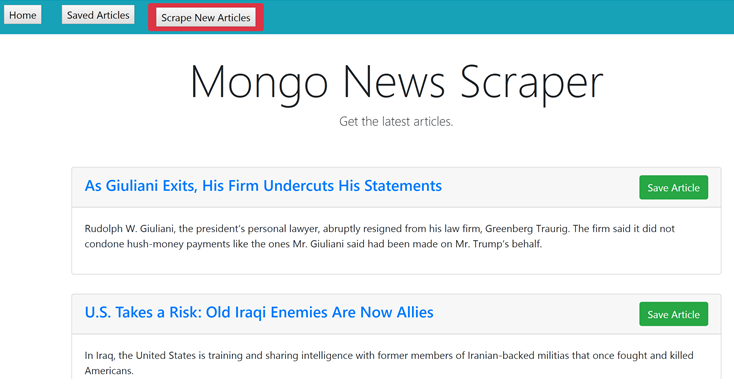 Home Saved Articles Scrape New Articles
Mongo News Scraper
Get the latest articles.
As Giuliani Exits, His Firm Undercuts His Statements Save Article
Rudolph W. Giuliani, the president's personal lawyer, abruptly resigned from his law firm, Greenberg Traurig. The firm said it did not
condone hush-money payments like the ones Mr. Giuliani said had been made on Mr. Trump's behalf.
U.S. Takes a Risk: Old Iraqi Enemies Are Now Allies Save Article
In Iraq, the United States is training and sharing intelligence with former members of Iranian-backed militias that once fought and killed
Americans.